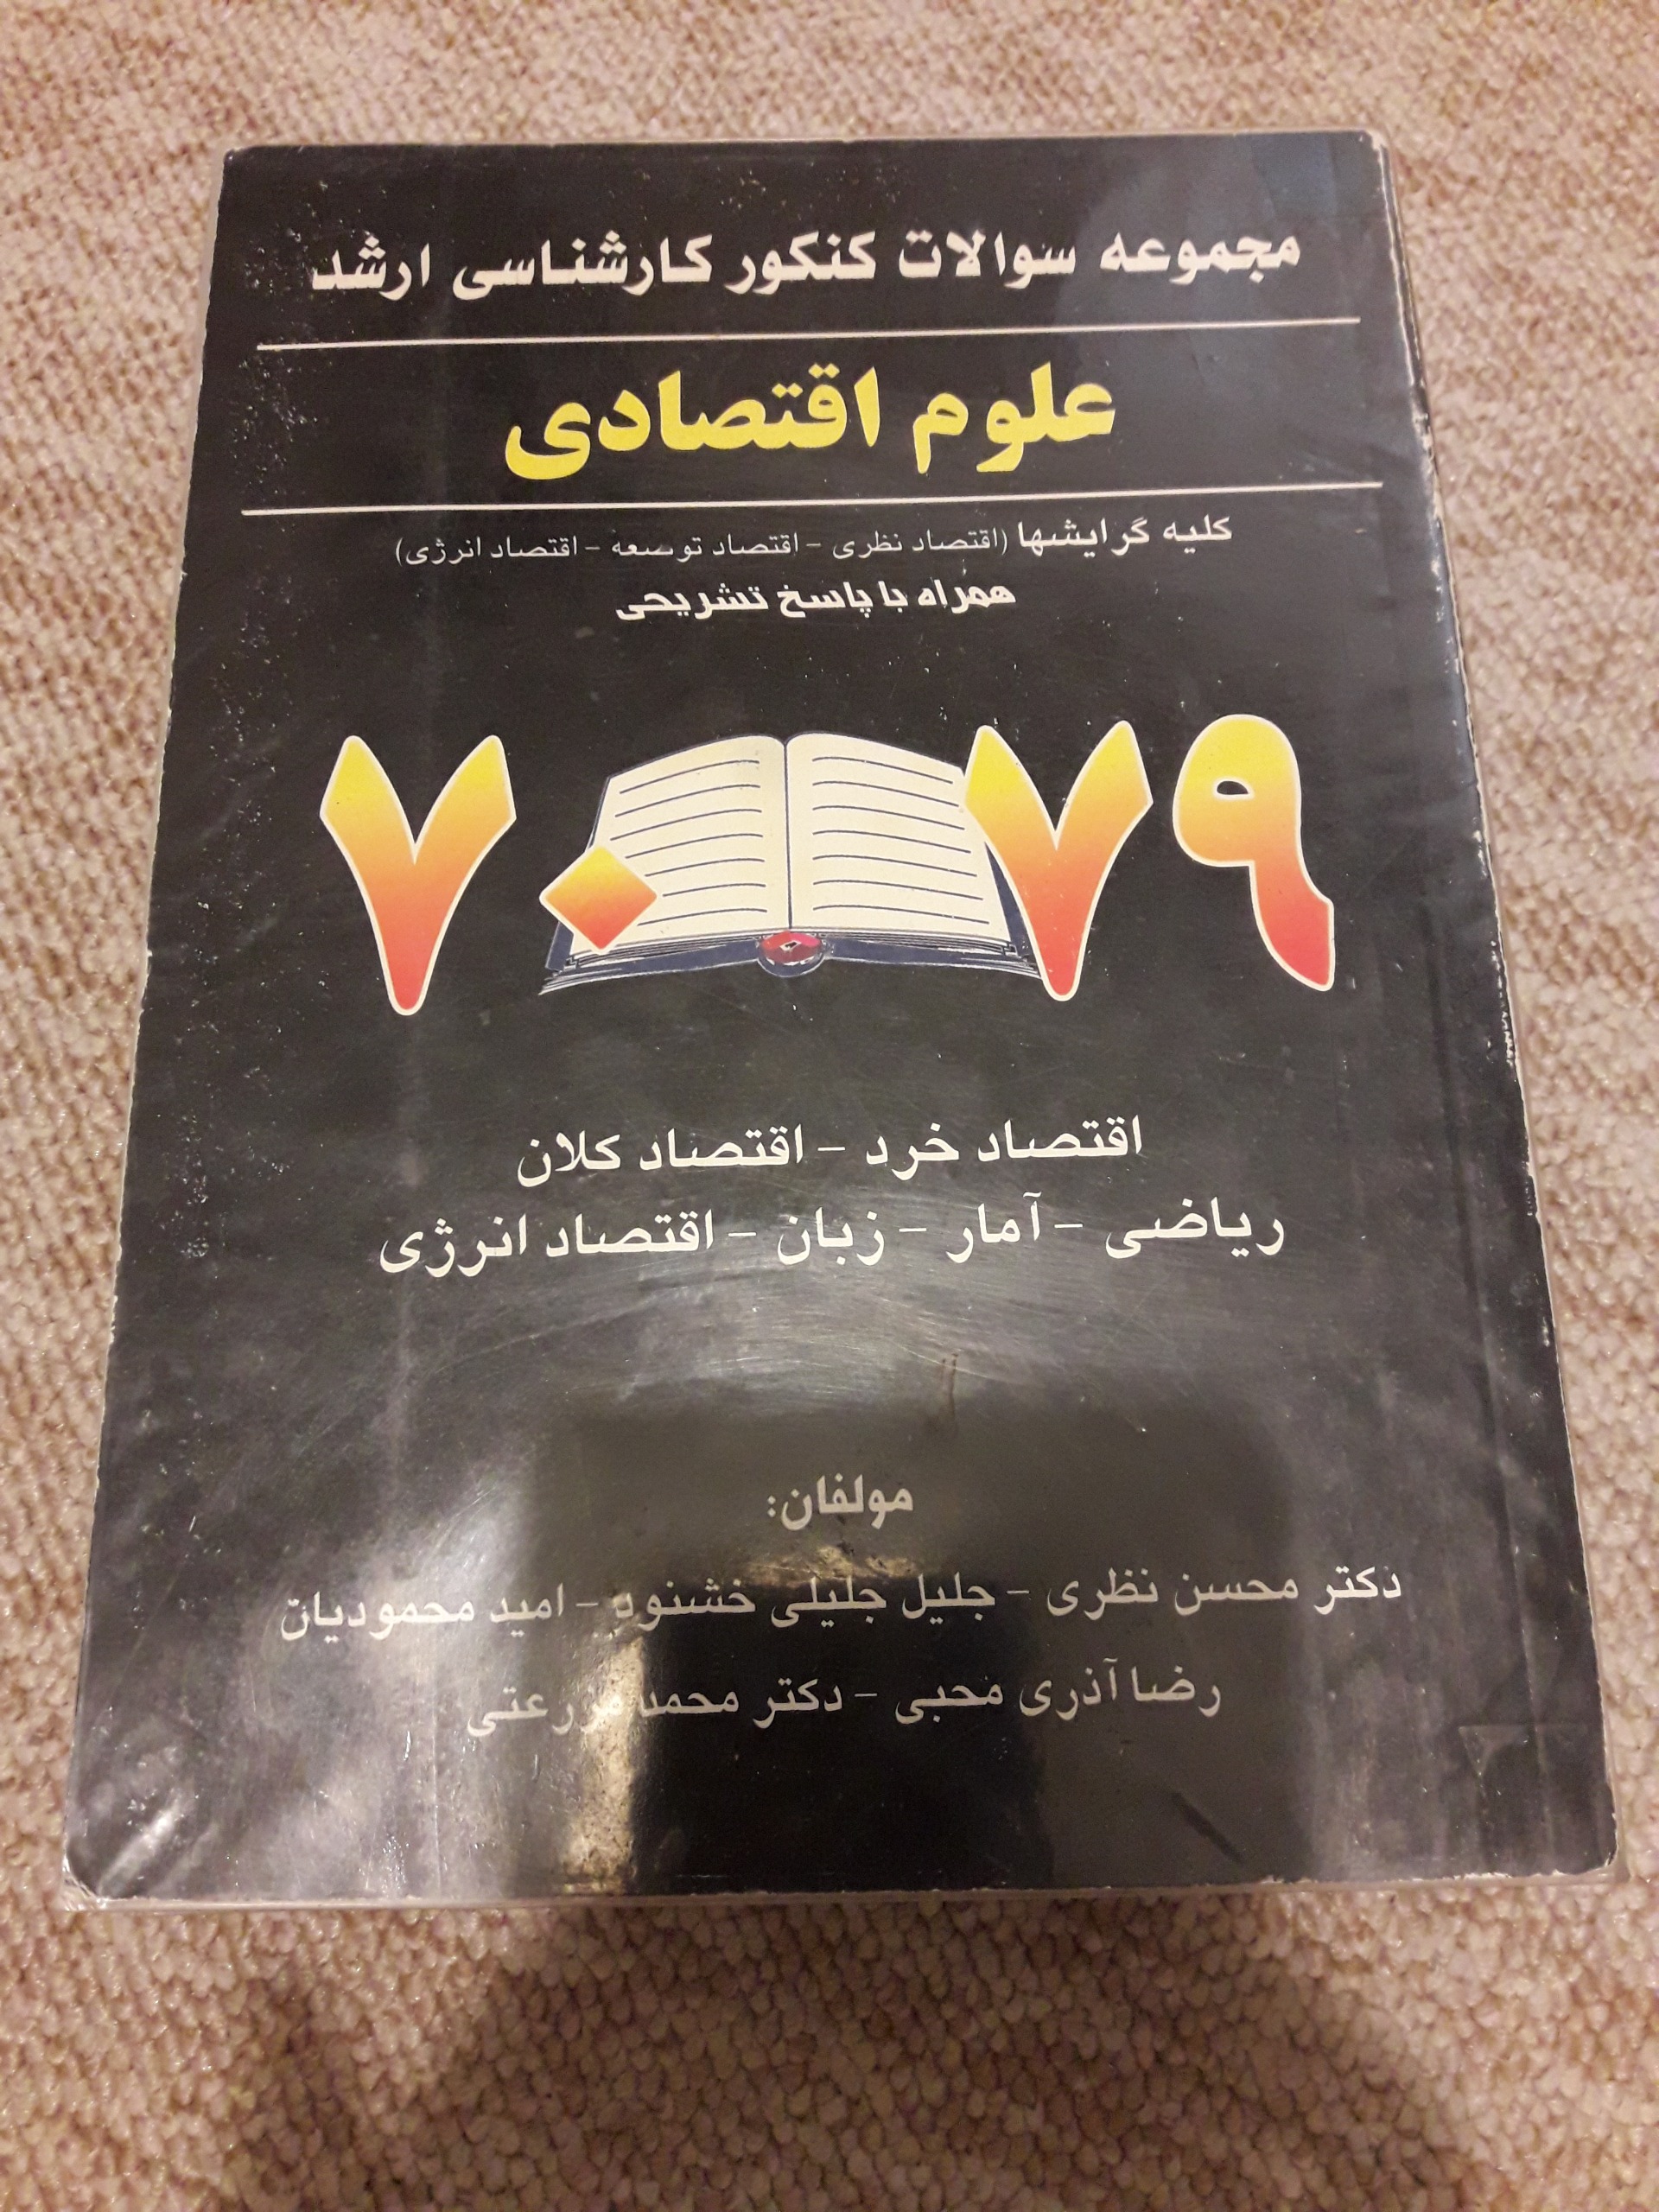 مجموعه سوالات کنکور کارشناسی ارشد
علوم اقتصادی
کلیه گرایشها (اقتصاد نظری - اقتصاد توسعه - اقتصاد انرژی)
همراه با پاسخ تشریحی
۷۰ ۷۹
اقتصاد خرد - اقتصاد کلان
ریاضی - آمار - زبان - اقتصاد انرژی
مولفان:
دکتر محسن نظری - جلیل جلیلی خشنود - امید محمودیان
رضا آذری محبی - دکتر محمد